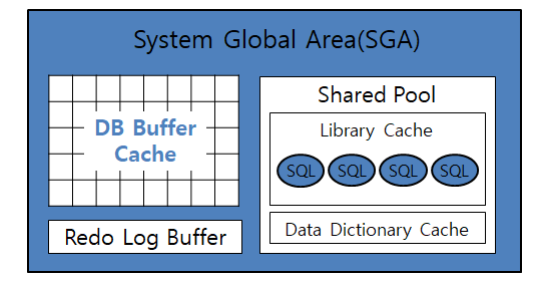 System Global Area(SGA)
DB Buffer
Cache
Redo Log Buffer
Shared Pool
Library Cache
SQL SQL SQL SQL
Data Dictionary Cache